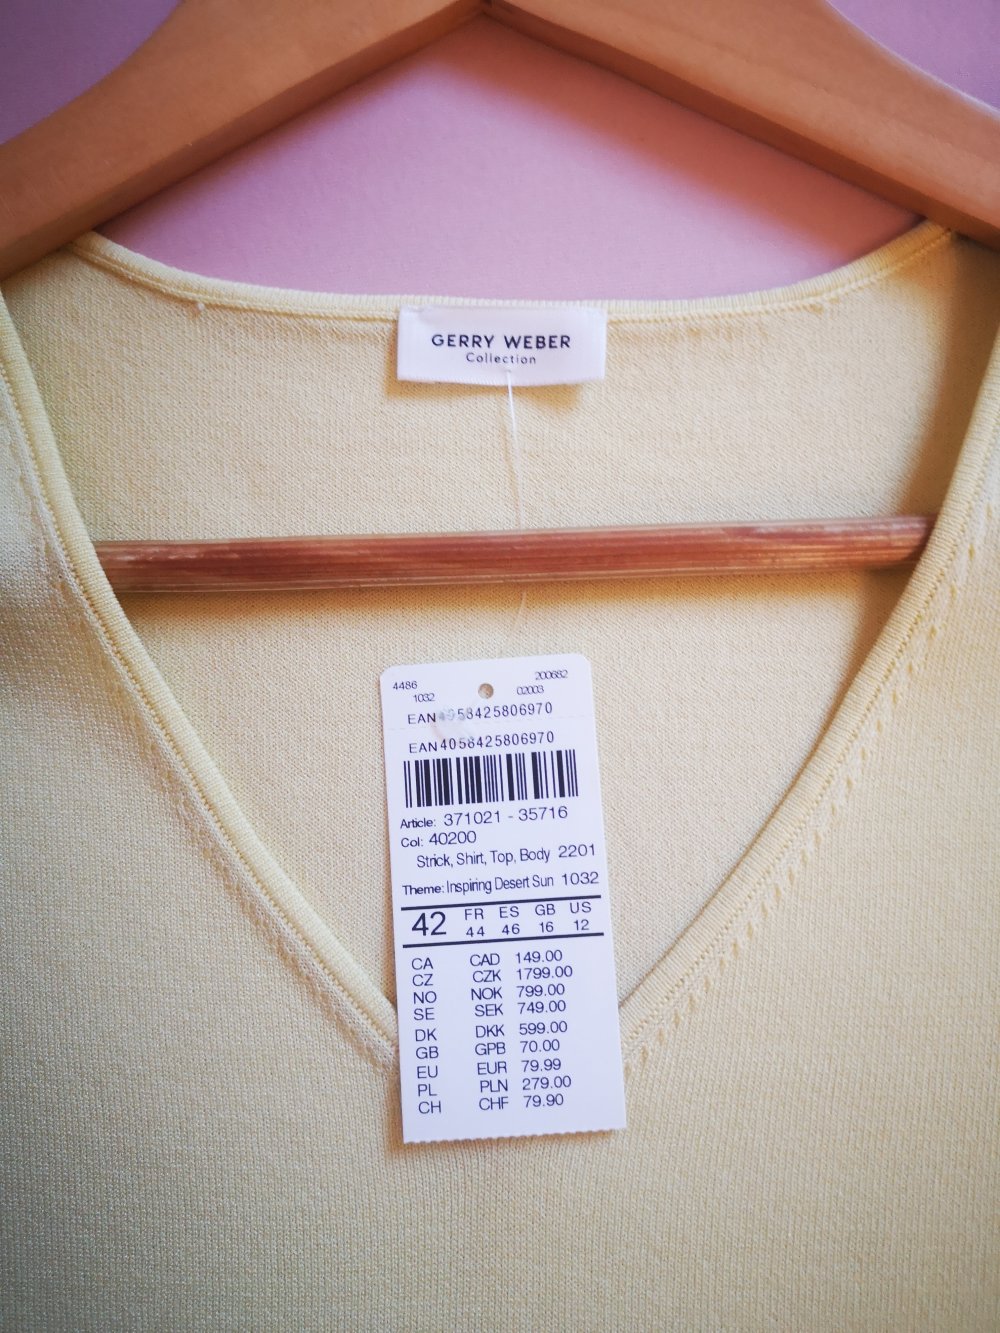 GERRY WEBER
Collection
4486 200682
1032 02003
EAN4058425806970
EAN4058425806970
Article: 371021 - 35716
Col: 40200
Strick, Shirt, Top, Body 2201
Theme: Inspiring Desert Sun 1032
42 FR ES GB US
44 46 16 12
CA CAD 149.00
CZ CZK 1799.00
NO NOK 799.00
SE SEK 749.00
DK DKK 599.00
GB GPB 70.00
EU EUR 79.99
PL PLN 279.00
CH CHF 79.90